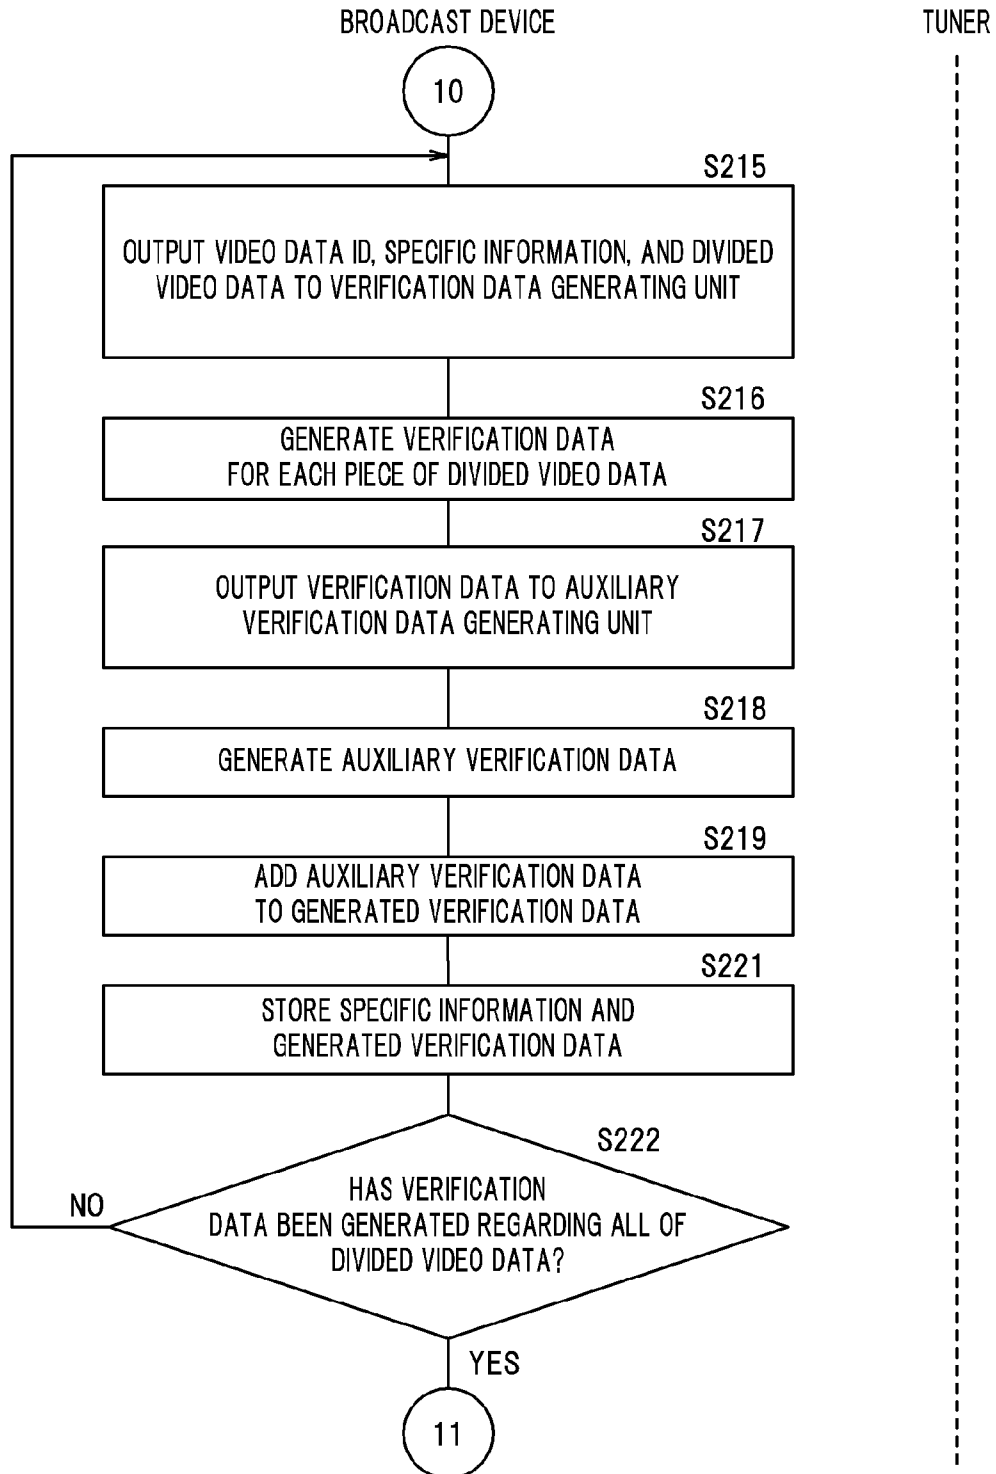 BROADCAST DEVICE
TUNER
10
S215
OUTPUT VIDEO DATA ID, SPECIFIC INFORMATION, AND DIVIDED
VIDEO DATA TO VERIFICATION DATA GENERATING UNIT
S216
GENERATE VERIFICATION DATA
FOR EACH PIECE OF DIVIDED VIDEO DATA
S217
OUTPUT VERIFICATION DATA TO AUXILIARY
VERIFICATION DATA GENERATING UNIT
S218
GENERATE AUXILIARY VERIFICATION DATA
S219
ADD AUXILIARY VERIFICATION DATA
TO GENERATED VERIFICATION DATA
S221
STORE SPECIFIC INFORMATION AND
GENERATED VERIFICATION DATA
S222
HAS VERIFICATION
DATA BEEN GENERATED REGARDING ALL OF
DIVIDED VIDEO DATA?
NO
YES
11